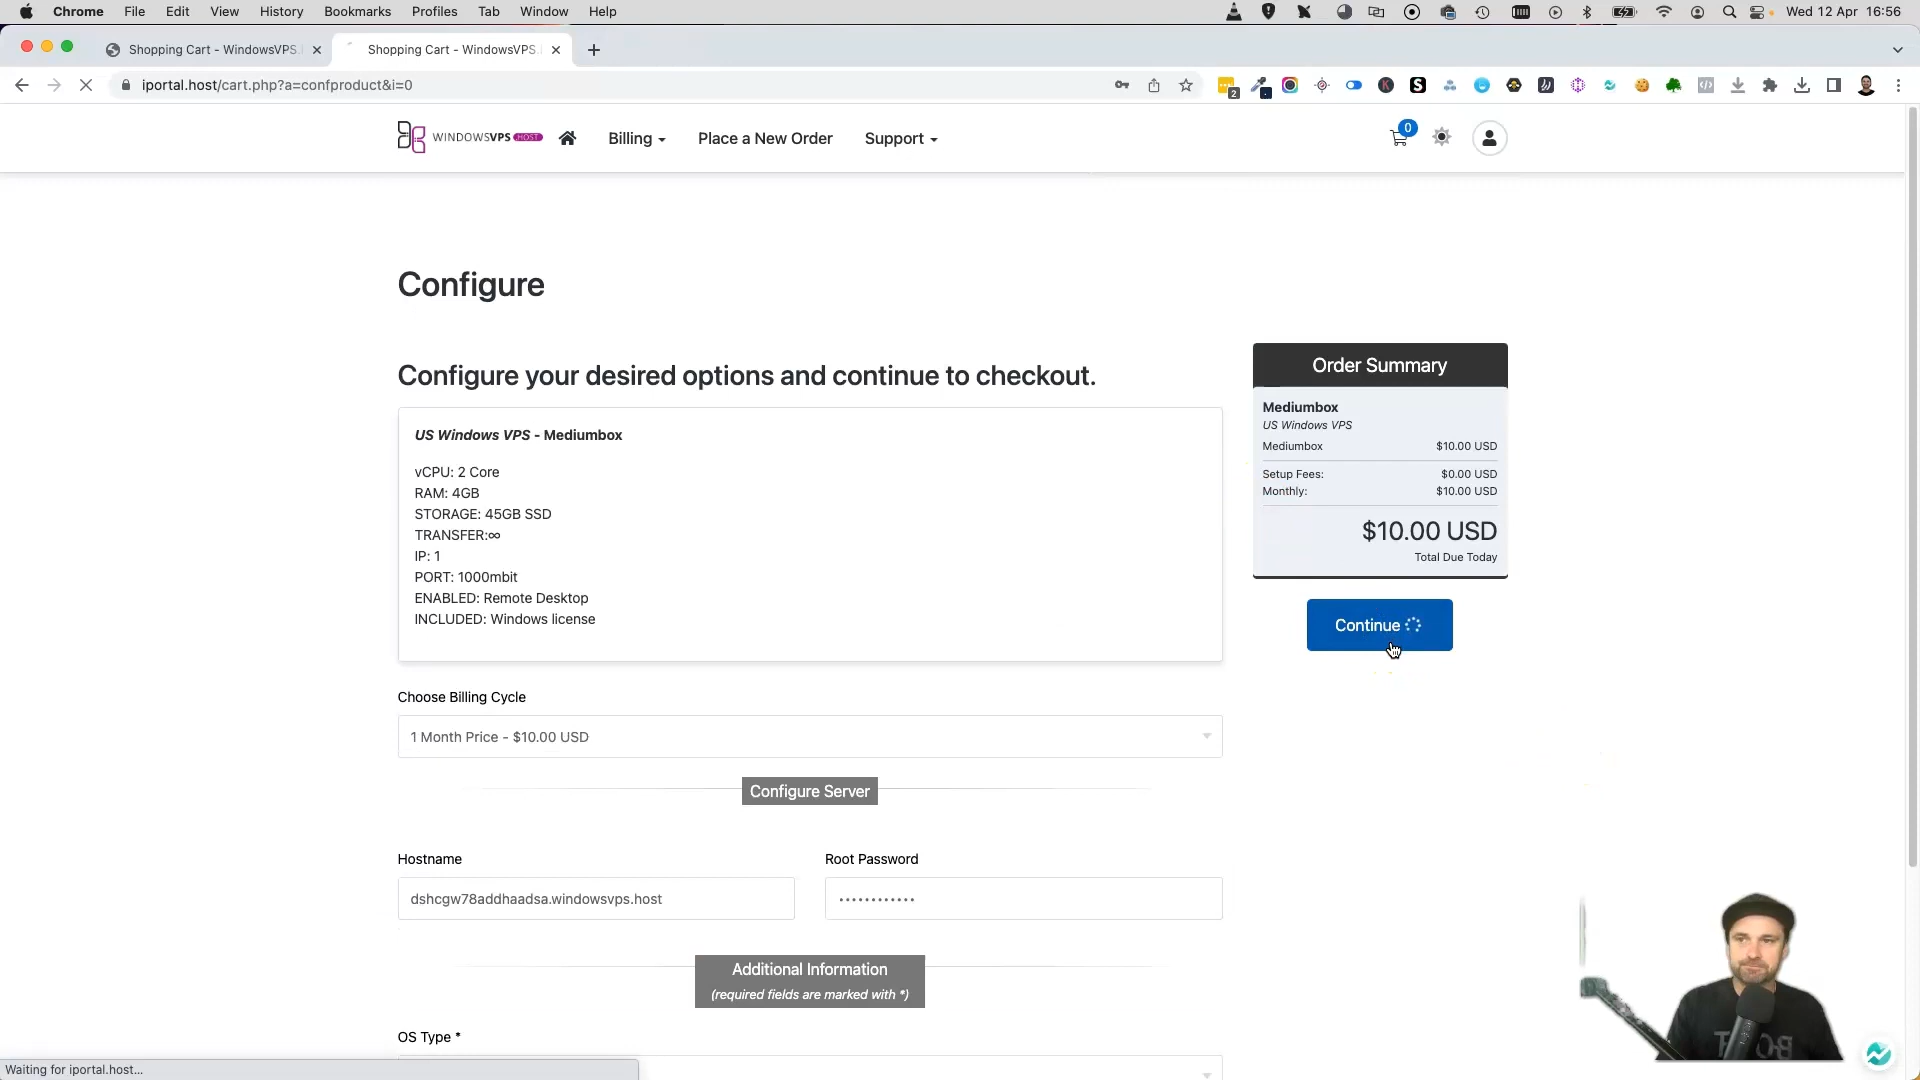 Chrome File Edit View History Bookmarks Profiles Tab Window Help Wed 12 Apr 16:56
Shopping Cart - WindowsVPS. Shopping Cart - WindowsVPS.
iportal.host/cart.php?a=confproduct&i=0
WINDOWSVPS HOST Billing Place a New Order Support 0
Configure
Configure your desired options and continue to checkout.
US Windows VPS - Mediumbox
vCPU: 2 Core
RAM: 4GB
STORAGE: 45GB SSD
TRANSFER:∞
IP: 1
PORT: 1000mbit
ENABLED: Remote Desktop
INCLUDED: Windows license
Order Summary
Mediumbox
US Windows VPS
Mediumbox $10.00 USD
Setup Fees: $0.00 USD
Monthly: $10.00 USD
$10.00 USD
Total Due Today
Continue
Choose Billing Cycle
1 Month Price - $10.00 USD
Configure Server
Hostname Root Password
dshcgw78addhaadsa.windowsvps.host ••••••••••••
Additional Information
(required fields are marked with *)
OS Type *
Waiting for iportal.host...